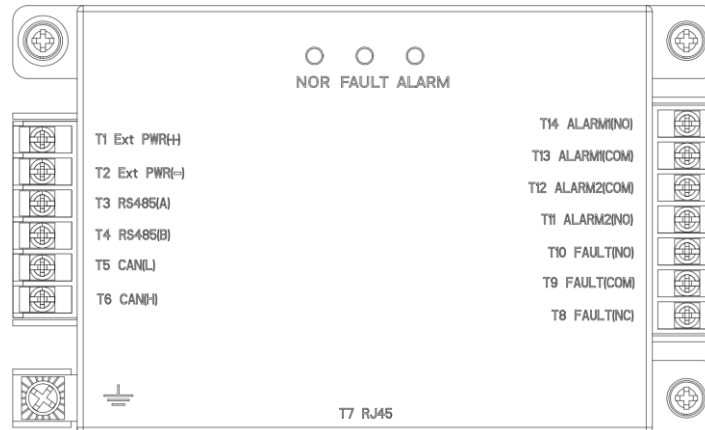 NOR FAULT ALARM
T1 Ext PWR(+)
T2 Ext PWR(-)
T3 RS485(A)
T4 RS485(B)
T5 CAN(L)
T6 CAN(H)
T14 ALARM1(NO)
T13 ALARM1(COM)
T12 ALARM2(COM)
T11 ALARM2(NO)
T10 FAULT(NO)
T9 FAULT(COM)
T8 FAULT(NC)
T7 RJ45